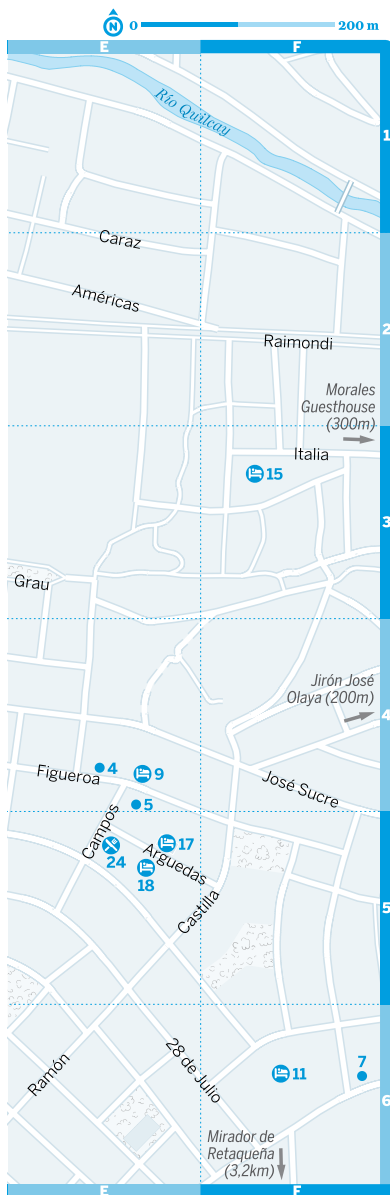 N 0 200 m
E F
1
Río Quilcay
Caraz
Américas
2
Raimondi
Morales
Guesthouse
(300m)
Italia
15
3
Grau
Jirón José
Olaya (200m)
4
4 9
Figueroa
José Sucre
5
Campos
17
24
Arguedas
18
Castilla
5
28 de Julio
7
11
Ramón
6
Mirador de
Retaqueña
(3,2km)
E F